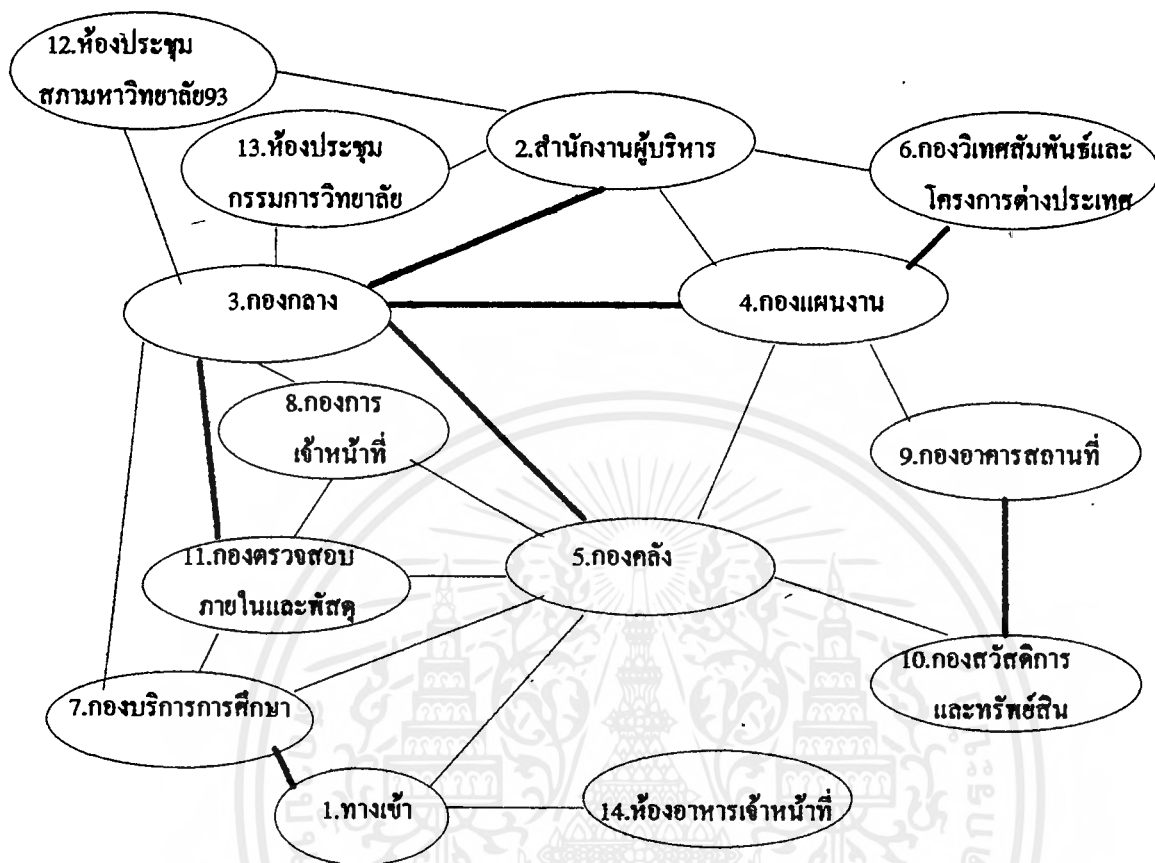 12.ห้องประชุม
สภามหาวิทยาลัย93
13.ห้องประชุม
กรรมการวิทยาลัย
2.สำนักงานผู้บริหาร
6.กองวิเทศสัมพันธ์และ
โครงการต่างประเทศ
3.กองกลาง
4.กองแผนงาน
8.กองการ
เจ้าหน้าที่
9.กองอาคารสถานที่
11.กองตรวจสอบ
ภายในและพัสดุ
5.กองคลัง
10.กองสวัสดิการ
และทรัพย์สิน
7.กองบริการการศึกษา
1.ทางเข้า
14.ห้องอาหารเจ้าหน้าที่